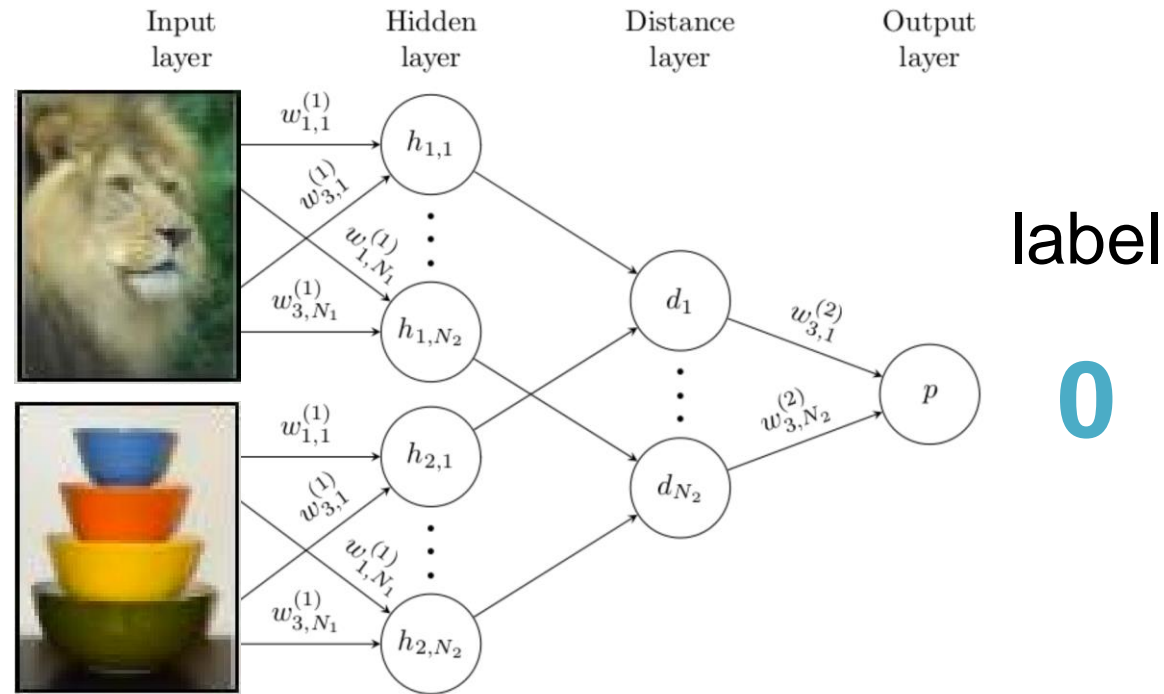 Input
layer
Hidden
layer
Distance
layer
Output
layer
w_{1,1}^{(1)}
w_{3,1}^{(1)}
w_{1,N_1}^{(1)}
w_{3,N_1}^{(1)}
h_{1,1}
h_{1,N_2}
w_{1,1}^{(1)}
w_{3,1}^{(1)}
w_{1,N_1}^{(1)}
w_{3,N_1}^{(1)}
h_{2,1}
h_{2,N_2}
d_1
d_{N_2}
w_{3,1}^{(2)}
w_{3,N_2}^{(2)}
p
label
0